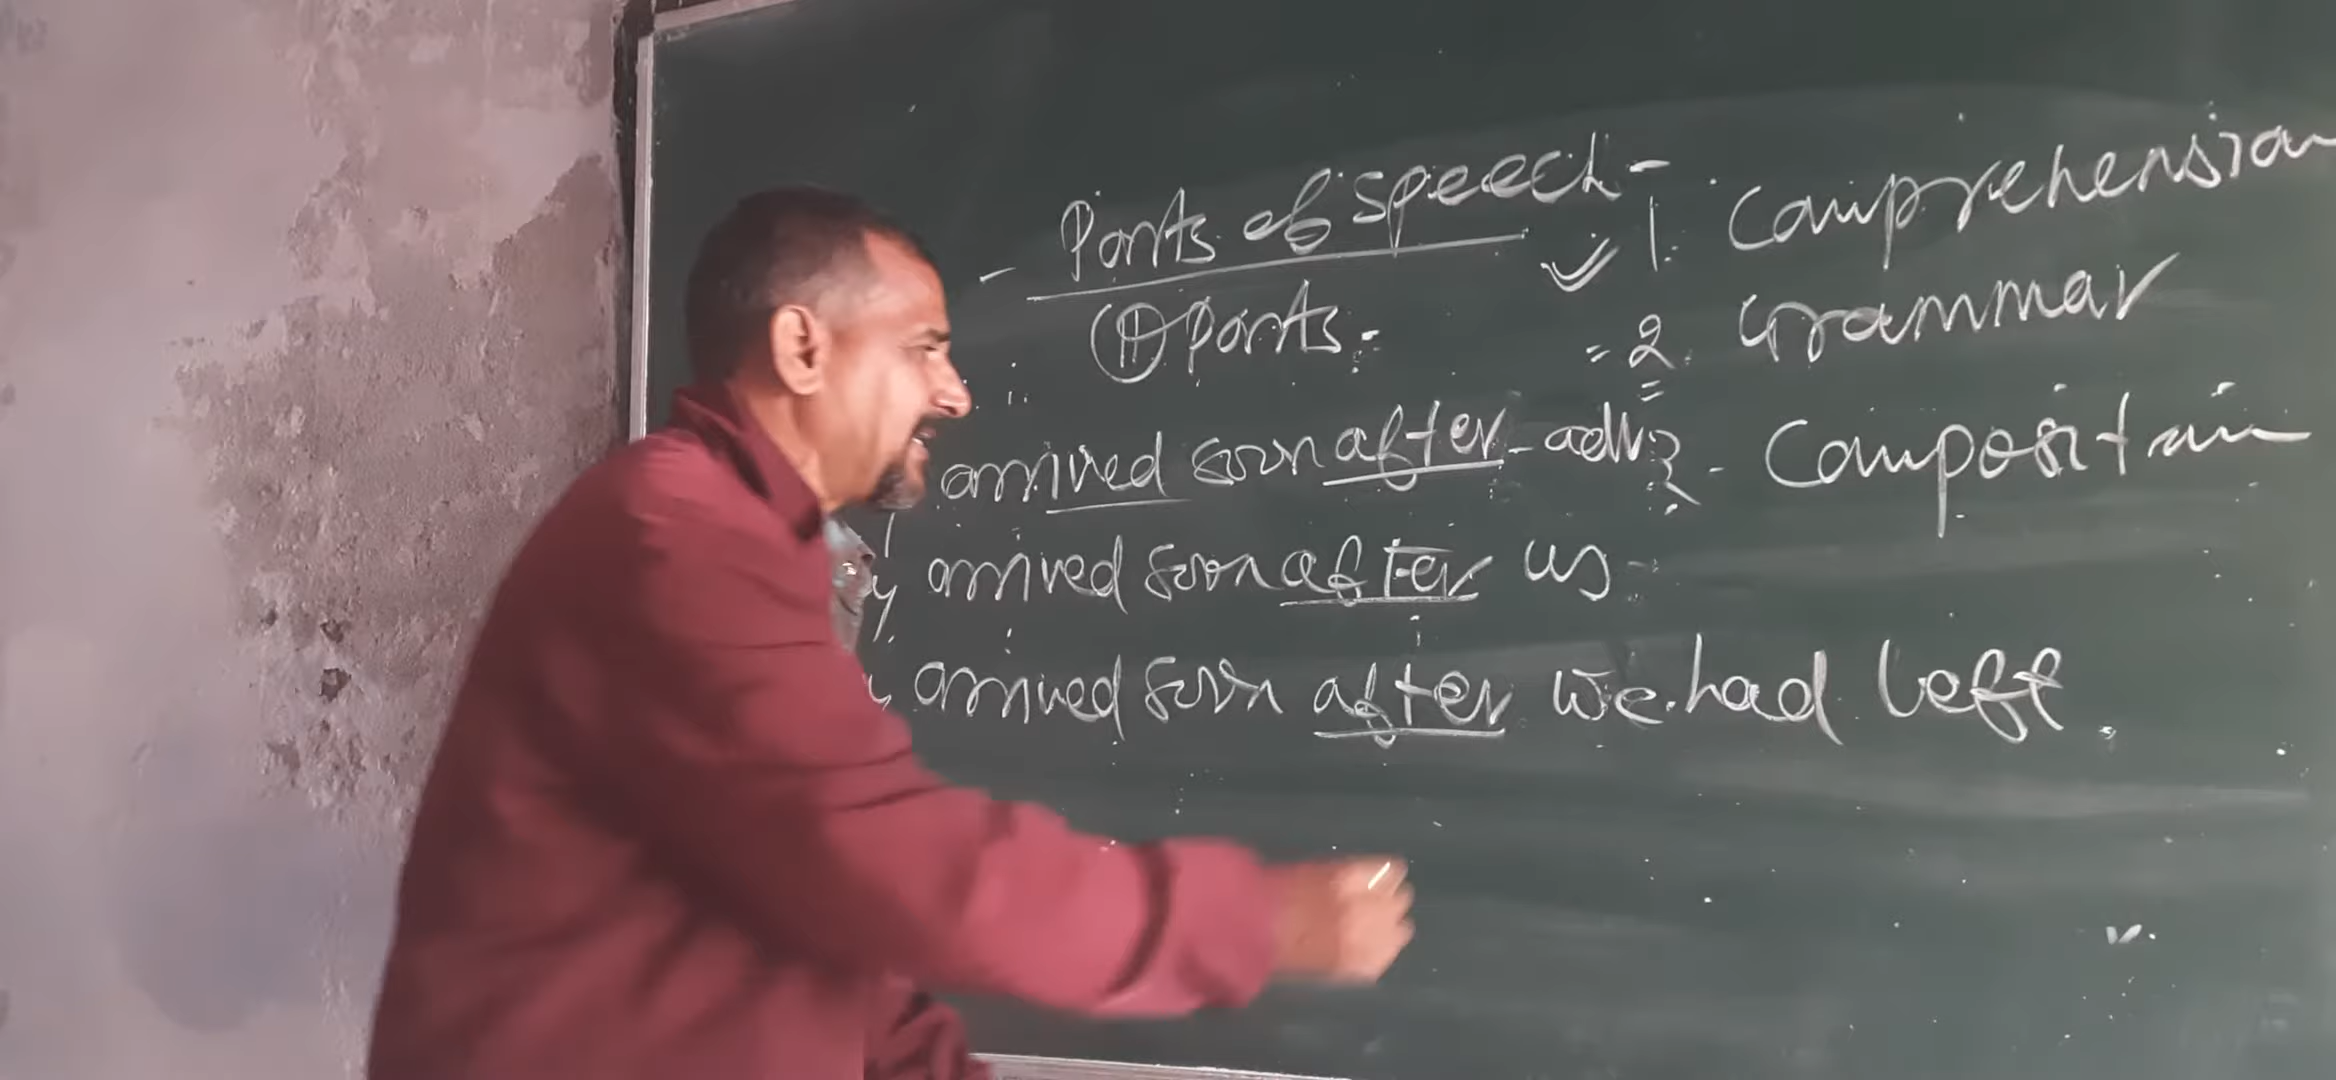 - Parts of speech -
(11) parts.
arrived soon after - adv
y arrived soon after us
y arrived soon after we had left.
1. Comprehension
= 2. Grammar
3 - Composition